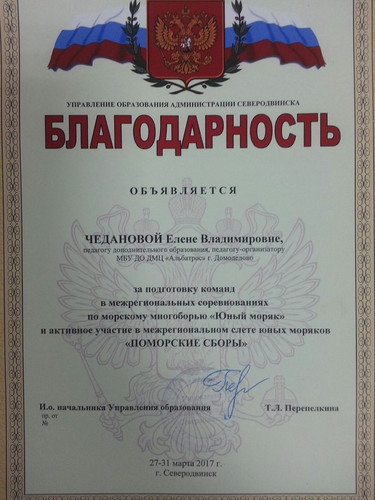 УПРАВЛЕНИЕ ОБРАЗОВАНИЯ АДМИНИСТРАЦИИ СЕВЕРОДВИНСКА
БЛАГОДАРНОСТЬ
ОБЪЯВЛЯЕТСЯ
ЧЕДАНОВОЙ Елене Владимировне,
педагогу дополнительного образования, педагогу-организатору
МБУ ДО ДМЦ «Альбатрос» г. Домодедово
за подготовку команд
в межрегиональных соревнованиях
по морскому многоборью «Юный моряк»
и активное участие в межрегиональном слете юных моряков
«ПОМОРСКИЕ СБОРЫ»
И.о. начальника Управления образования Т.Л. Перепелкина
пр. от
№
27-31 марта 2017 г.
г. Северодвинск